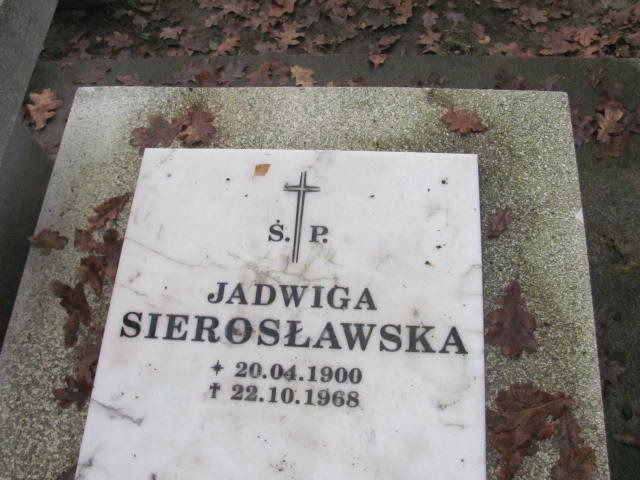 Ś. P.
JADWIGA
SIEROSŁAWSKA
* 20.04.1900
† 22.10.1968